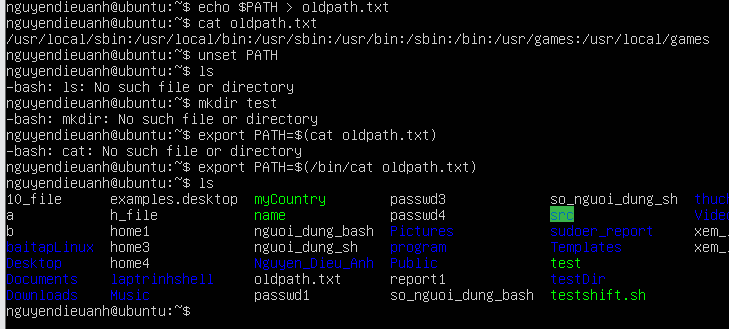 nguyendieuanh@ubuntu:~$ echo $PATH > oldpath.txt
nguyendieuanh@ubuntu:~$ cat oldpath.txt
/usr/local/sbin:/usr/local/bin:/usr/sbin:/usr/bin:/sbin:/bin:/usr/games:/usr/local/games
nguyendieuanh@ubuntu:~$ unset PATH
nguyendieuanh@ubuntu:~$ ls
-bash: ls: No such file or directory
nguyendieuanh@ubuntu:~$ mkdir test
-bash: mkdir: No such file or directory
nguyendieuanh@ubuntu:~$ export PATH=$(cat oldpath.txt)
-bash: cat: No such file or directory
nguyendieuanh@ubuntu:~$ export PATH=$(/bin/cat oldpath.txt)
nguyendieuanh@ubuntu:~$ ls
10_file examples.desktop myCountry passwd3 so_nguoi_dung_sh thuch
a h_file name passwd4 src Vide
b home1 nguoi_dung_bash Pictures sudoer_report xem_
baitapLinux home3 nguoi_dung_sh program Templates xem_
Desktop home4 Nguyen_Dieu_Anh Public test
Documents laptrinhshell oldpath.txt report1 testDir
Downloads Music passwd1 so_nguoi_dung_bash testshift.sh
nguyendieuanh@ubuntu:~$